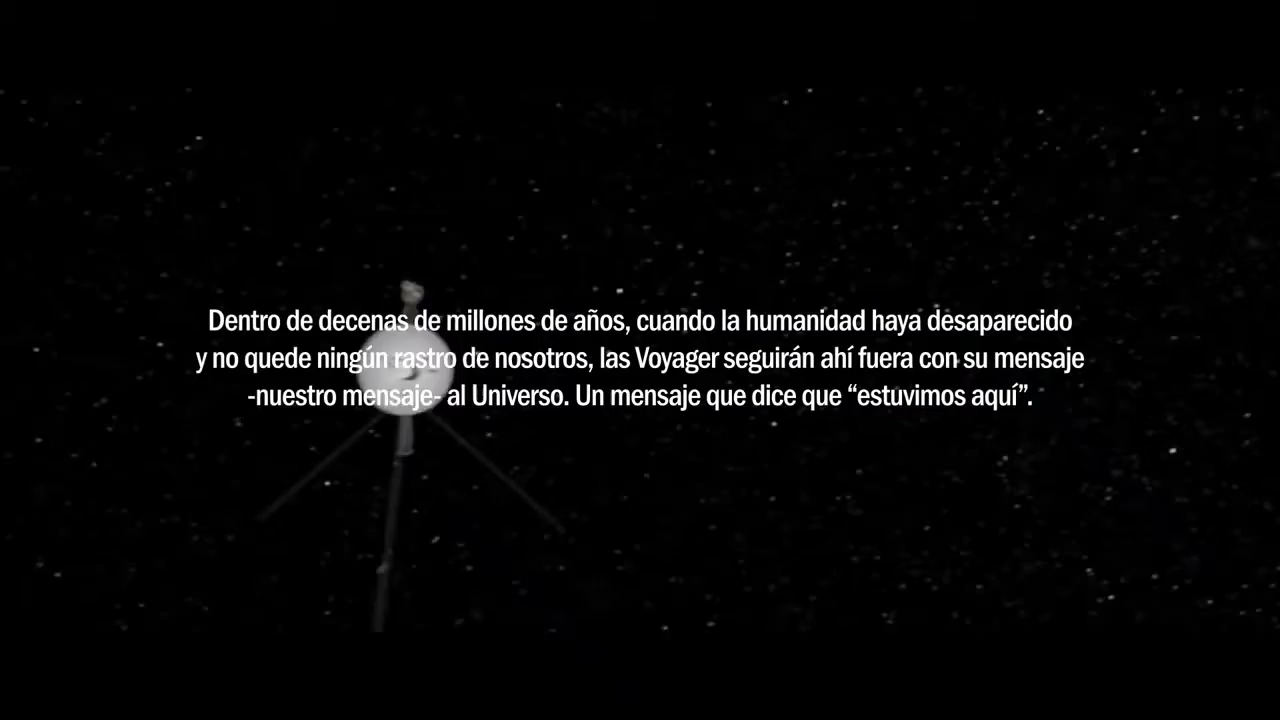 Dentro de decenas de millones de años, cuando la humanidad haya desaparecido
y no quede ningún rastro de nosotros, las Voyager seguirán ahí fuera con su mensaje
-nuestro mensaje- al Universo. Un mensaje que dice que “estuvimos aquí”.